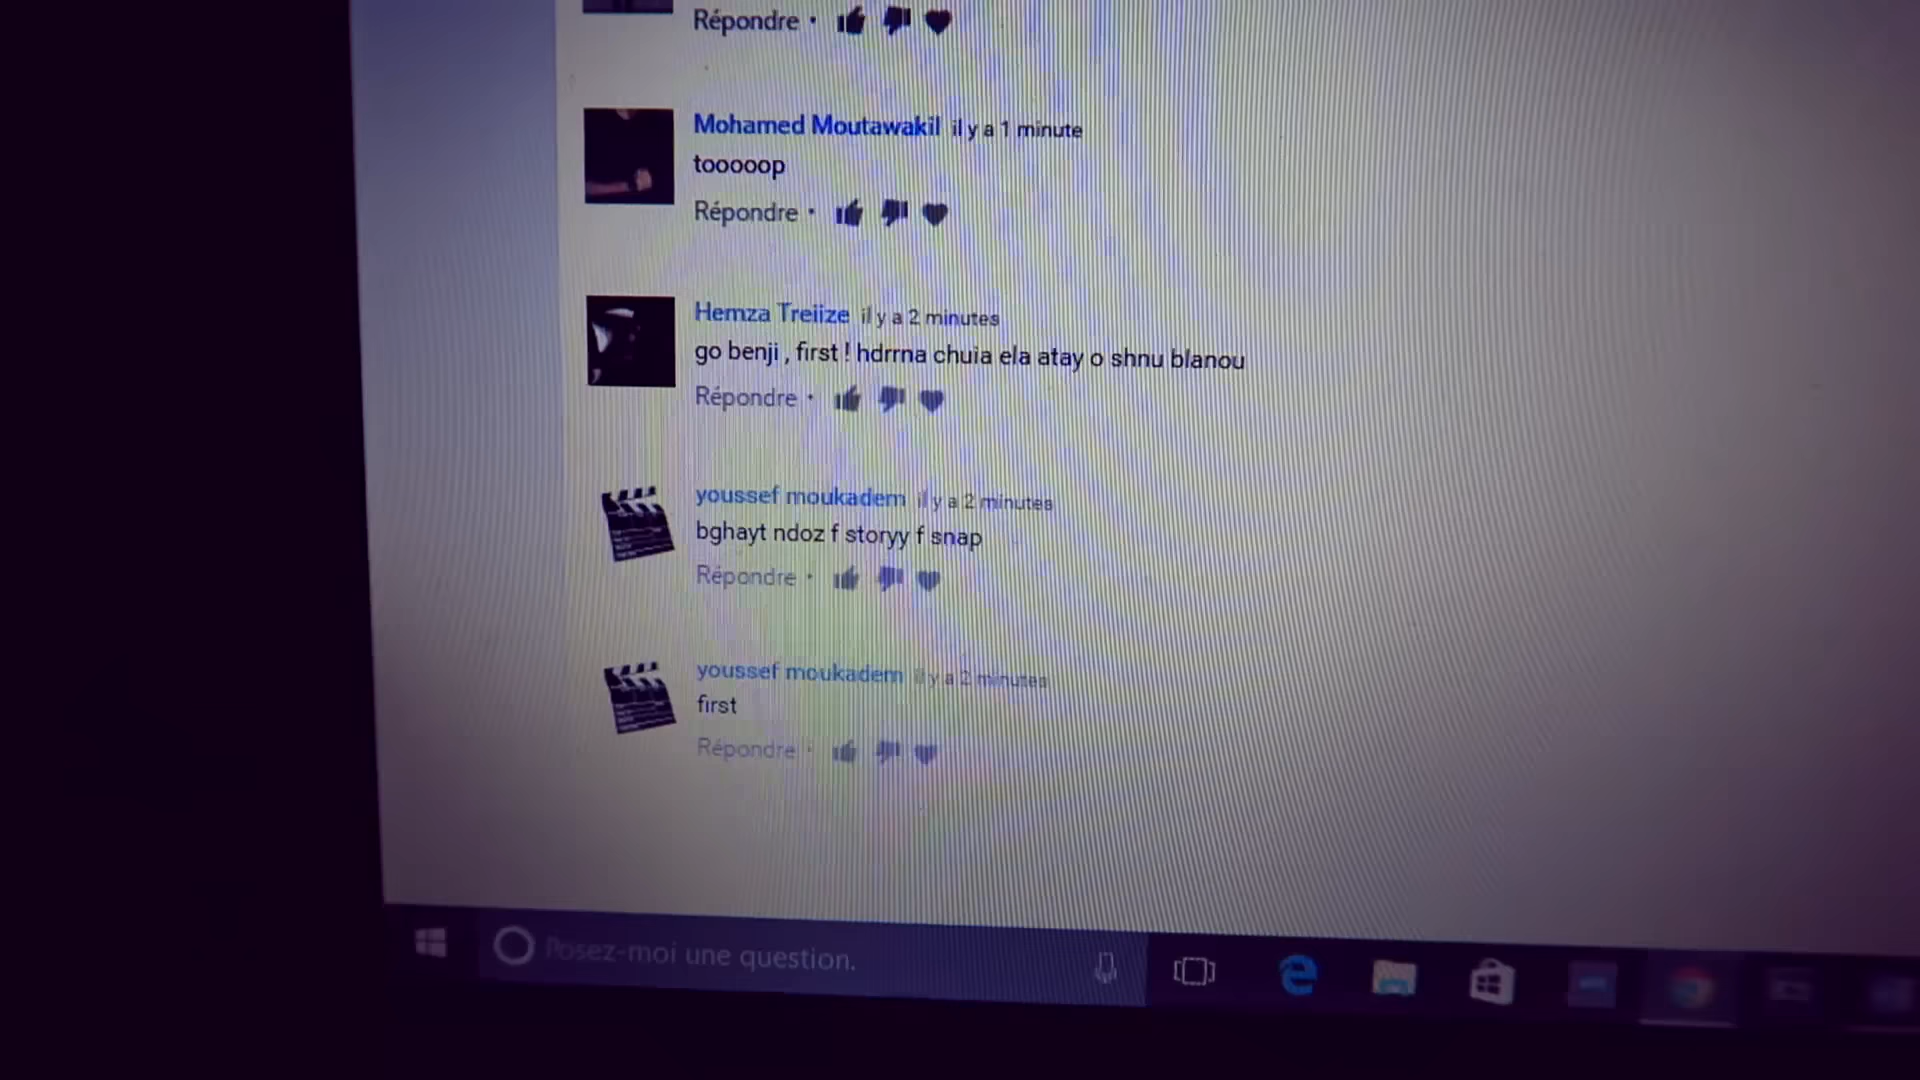 Répondre •
Mohamed Moutawakil il y a 1 minute
tooooop
Répondre •
Hemza Treiize il y a 2 minutes
go benji , first ! hdrrna chuia ela atay o shnu blanou
Répondre •
youssef moukadem il y a 2 minutes
bghayt ndoz f storyy f snap
Répondre •
youssef moukadem il y a 2 minutes
first
Répondre •
Posez-moi une question.